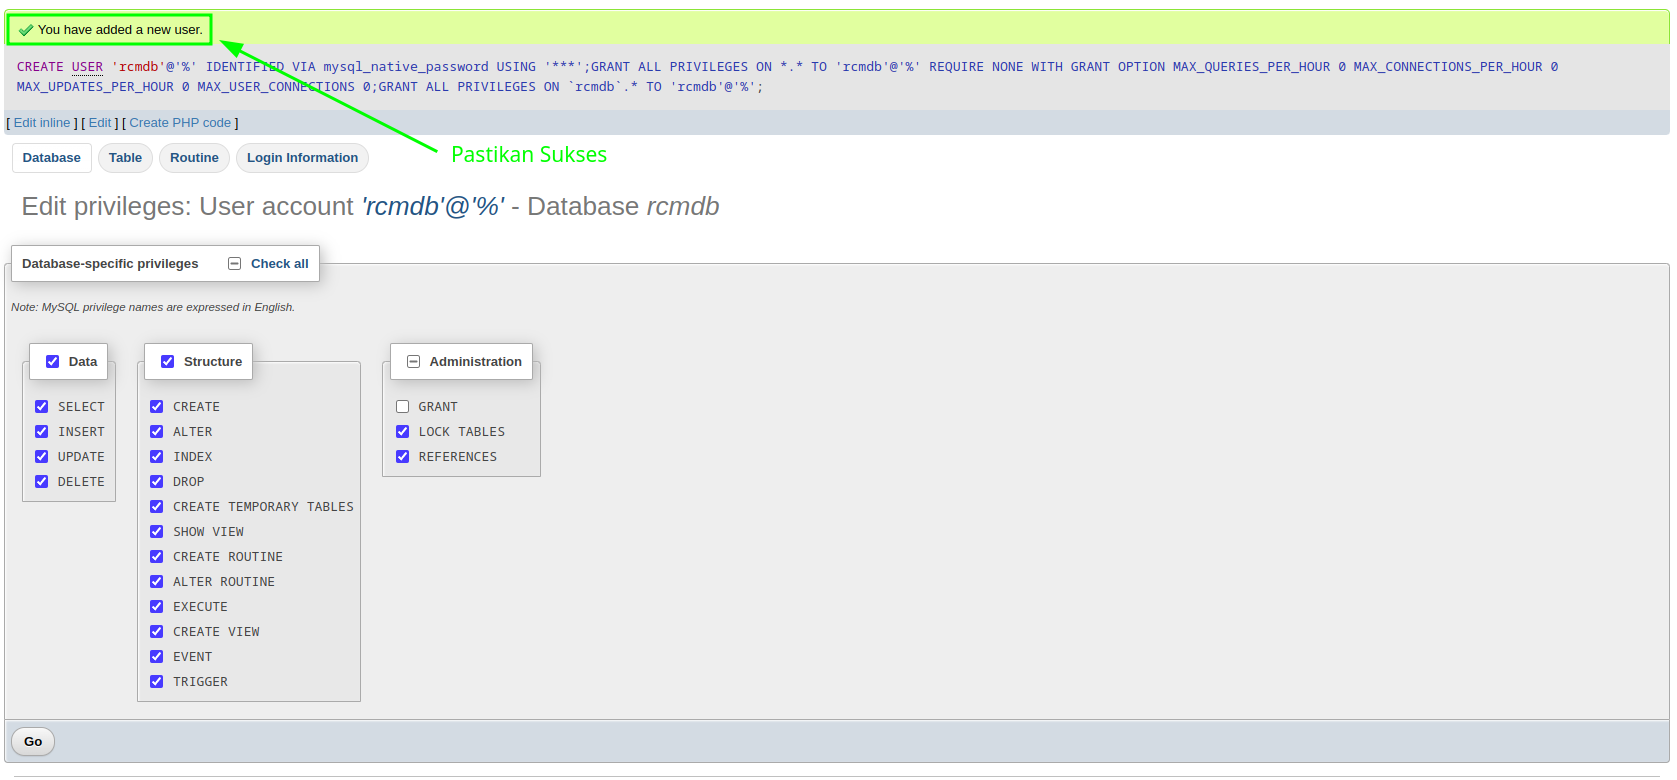 You have added a new user.
CREATE USER 'rcmdb'@'%' IDENTIFIED VIA mysql_native_password USING '***';GRANT ALL PRIVILEGES ON *.* TO 'rcmdb'@'%' REQUIRE NONE WITH GRANT OPTION MAX_QUERIES_PER_HOUR 0 MAX_CONNECTIONS_PER_HOUR 0
MAX_UPDATES_PER_HOUR 0 MAX_USER_CONNECTIONS 0;GRANT ALL PRIVILEGES ON `rcmdb`.* TO 'rcmdb'@'%';
[ Edit inline ] [ Edit ] [ Create PHP code ]
Database Table Routine Login Information
Pastikan Sukses
Edit privileges: User account 'rcmdb'@'%' - Database rcmdb
Database-specific privileges Check all
Note: MySQL privilege names are expressed in English.
Data
SELECT
INSERT
UPDATE
DELETE
Structure
CREATE
ALTER
INDEX
DROP
CREATE TEMPORARY TABLES
SHOW VIEW
CREATE ROUTINE
ALTER ROUTINE
EXECUTE
CREATE VIEW
EVENT
TRIGGER
Administration
GRANT
LOCK TABLES
REFERENCES
Go